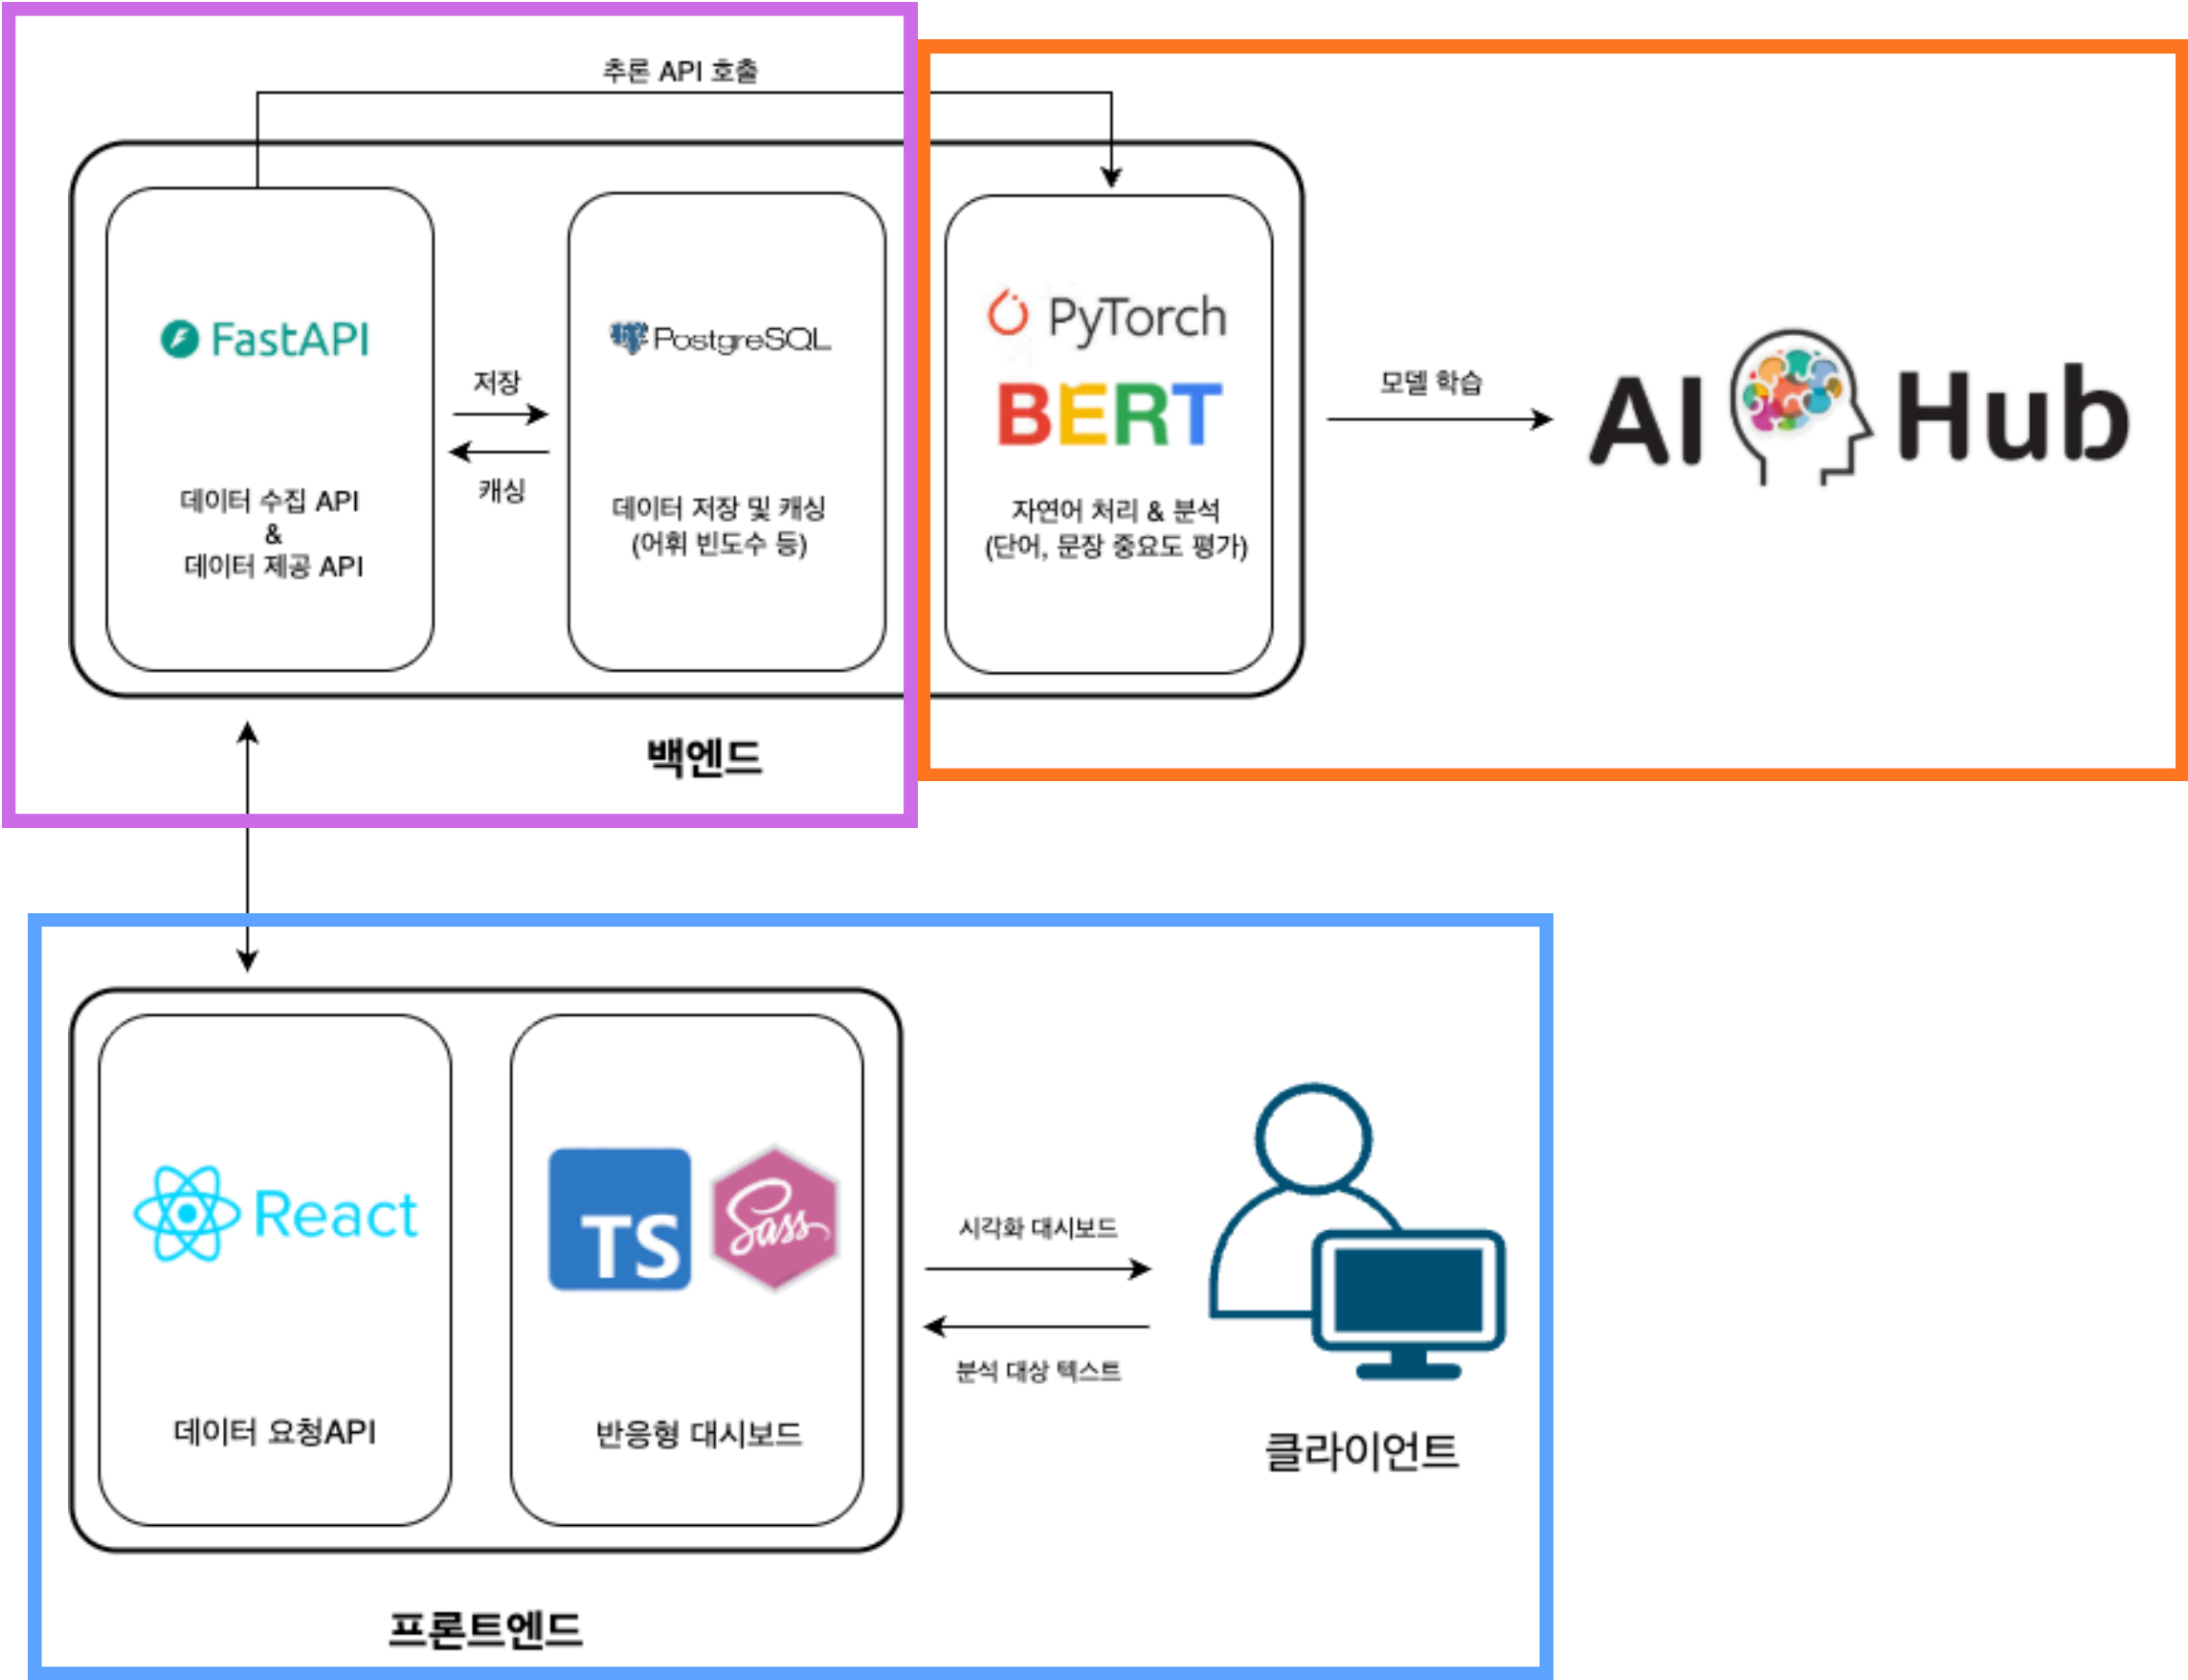 추론 API 호출
FastAPI
데이터 수집 API
&
데이터 제공 API
저장
캐싱
PostgreSQL
데이터 저장 및 캐싱
(어휘 빈도수 등)
PyTorch
BERT
자연어 처리 & 분석
(단어, 문장 중요도 평가)
모델 학습
AI Hub
백엔드
React
데이터 요청API
TS
Sass
반응형 대시보드
시각화 대시보드
분석 대상 텍스트
클라이언트
프론트엔드